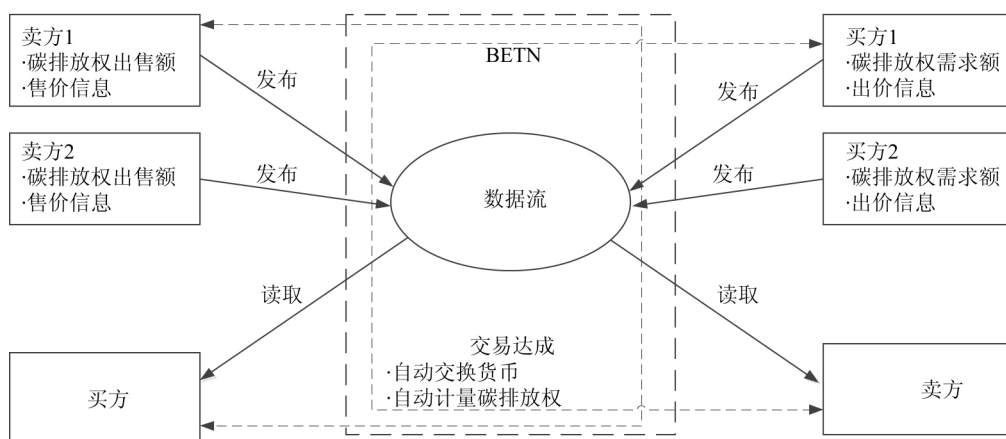 卖方1
·碳排放权出售额
·售价信息
发布
BETN
买方1
·碳排放权需求额
·出价信息
发布
卖方2
·碳排放权出售额
·售价信息
发布
数据流
买方2
·碳排放权需求额
·出价信息
发布
读取
读取
交易达成
·自动交换货币
·自动计量碳排放权
买方
卖方